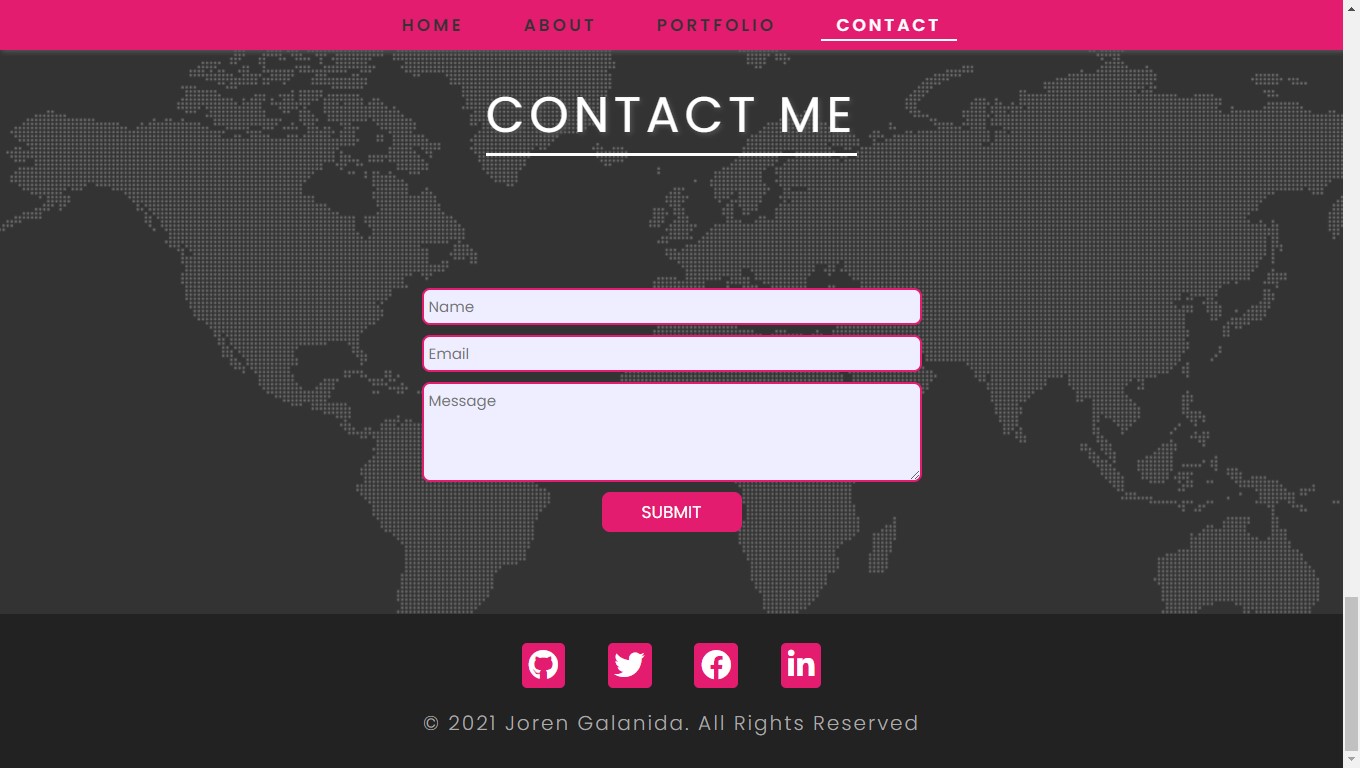 HOME ABOUT PORTFOLIO CONTACT
CONTACT ME
Name
Email
Message
SUBMIT
© 2021 Joren Galanida. All Rights Reserved